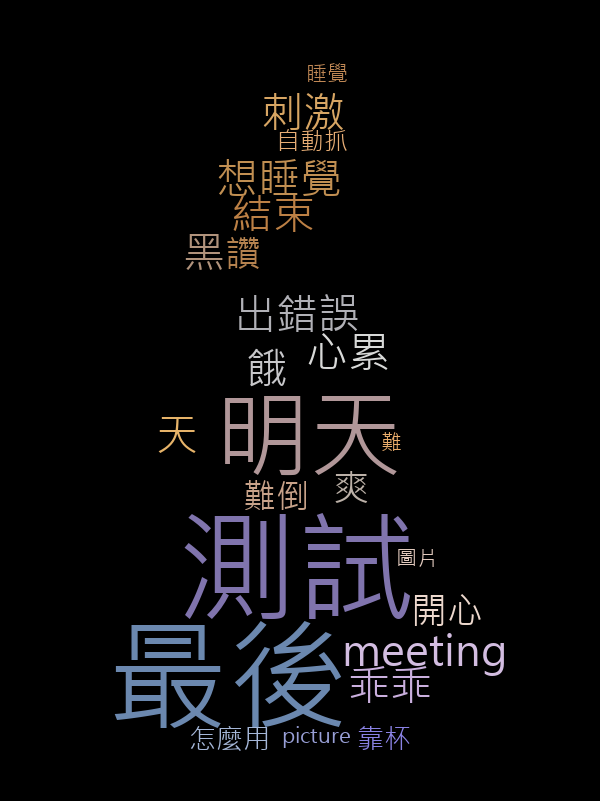 睡覺
刺激
自動抓
想睡覺
結束
黑讚
出錯誤
心累
餓
明天
天
難
難倒
爽
測試
圖片
開心
最後
meeting
乖乖
怎麼用 picture 靠杯